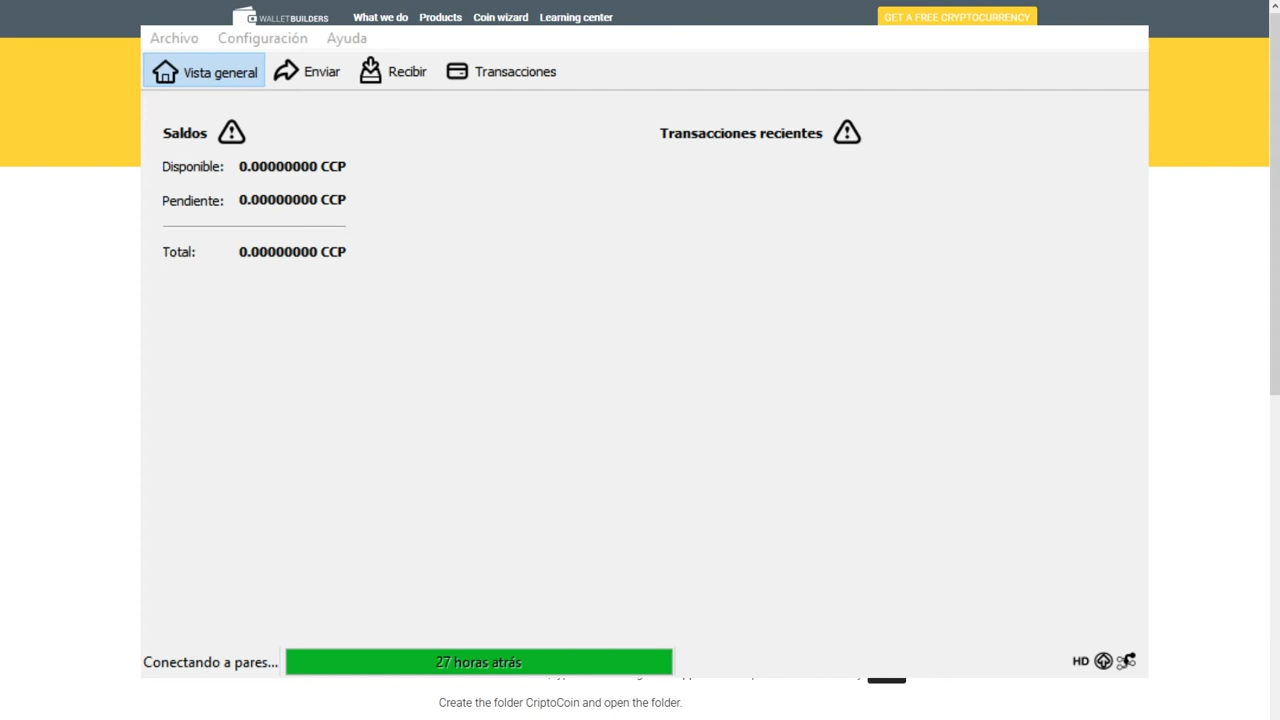 WALLETBUILDERS What we do Products Coin wizard Learning center GET A FREE CRYPTOCURRENCY
Archivo Configuración Ayuda
Vista general Enviar Recibir Transacciones
Saldos
Disponible: 0.00000000 CCP
Pendiente: 0.00000000 CCP
Total: 0.00000000 CCP
Transacciones recientes
Conectando a pares... 27 horas atrás HD
Create the folder CriptoCoin and open the folder.